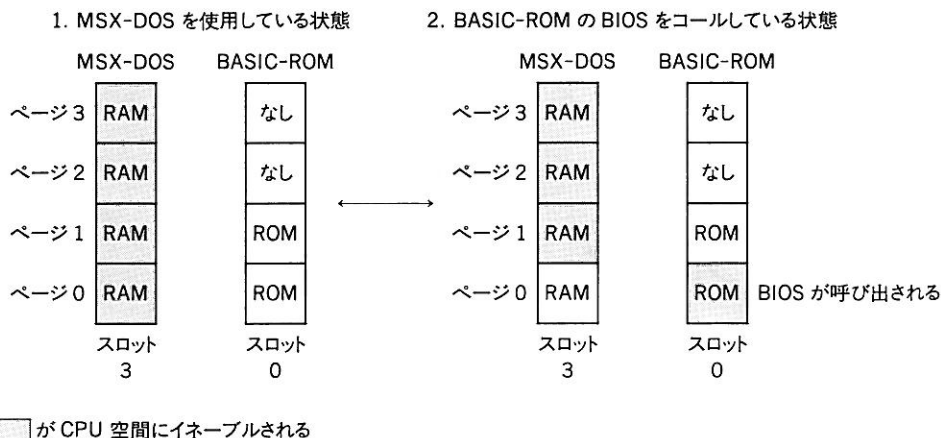 1. MSX-DOS を使用している状態
2. BASIC-ROM の BIOS をコールしている状態
MSX-DOS BASIC-ROM
MSX-DOS BASIC-ROM
ページ 3 RAM なし
ページ 2 RAM なし
ページ 1 RAM ROM
ページ 0 RAM ROM
スロット スロット
3 0
ページ 3 RAM なし
ページ 2 RAM なし
ページ 1 RAM ROM
ページ 0 RAM ROM BIOS が呼び出される
スロット スロット
3 0
が CPU 空間にイネーブルされる